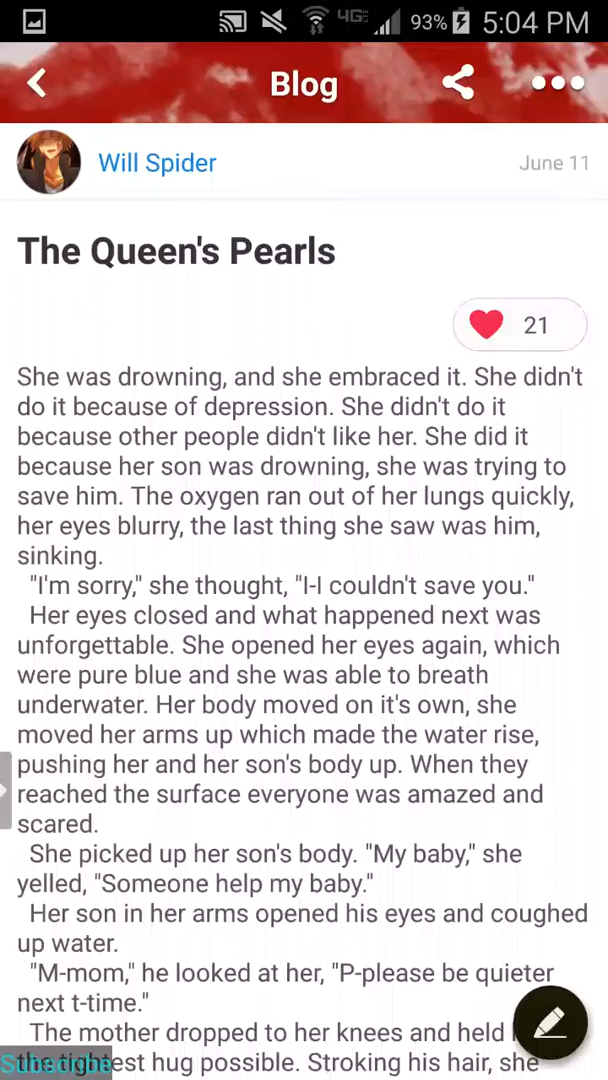 4G 93% 5:04 PM
Blog
Will Spider June 11
The Queen's Pearls
21
She was drowning, and she embraced it. She didn't
do it because of depression. She didn't do it
because other people didn't like her. She did it
because her son was drowning, she was trying to
save him. The oxygen ran out of her lungs quickly,
her eyes blurry, the last thing she saw was him,
sinking.
"I'm sorry," she thought, "I-I couldn't save you."
Her eyes closed and what happened next was
unforgettable. She opened her eyes again, which
were pure blue and she was able to breath
underwater. Her body moved on it's own, she
moved her arms up which made the water rise,
pushing her and her son's body up. When they
reached the surface everyone was amazed and
scared.
She picked up her son's body. "My baby," she
yelled, "Someone help my baby."
Her son in her arms opened his eyes and coughed
up water.
"M-mom," he looked at her, "P-please be quieter
next t-time."
The mother dropped to her knees and held
the tightest hug possible. Stroking his hair, she
Subscribe